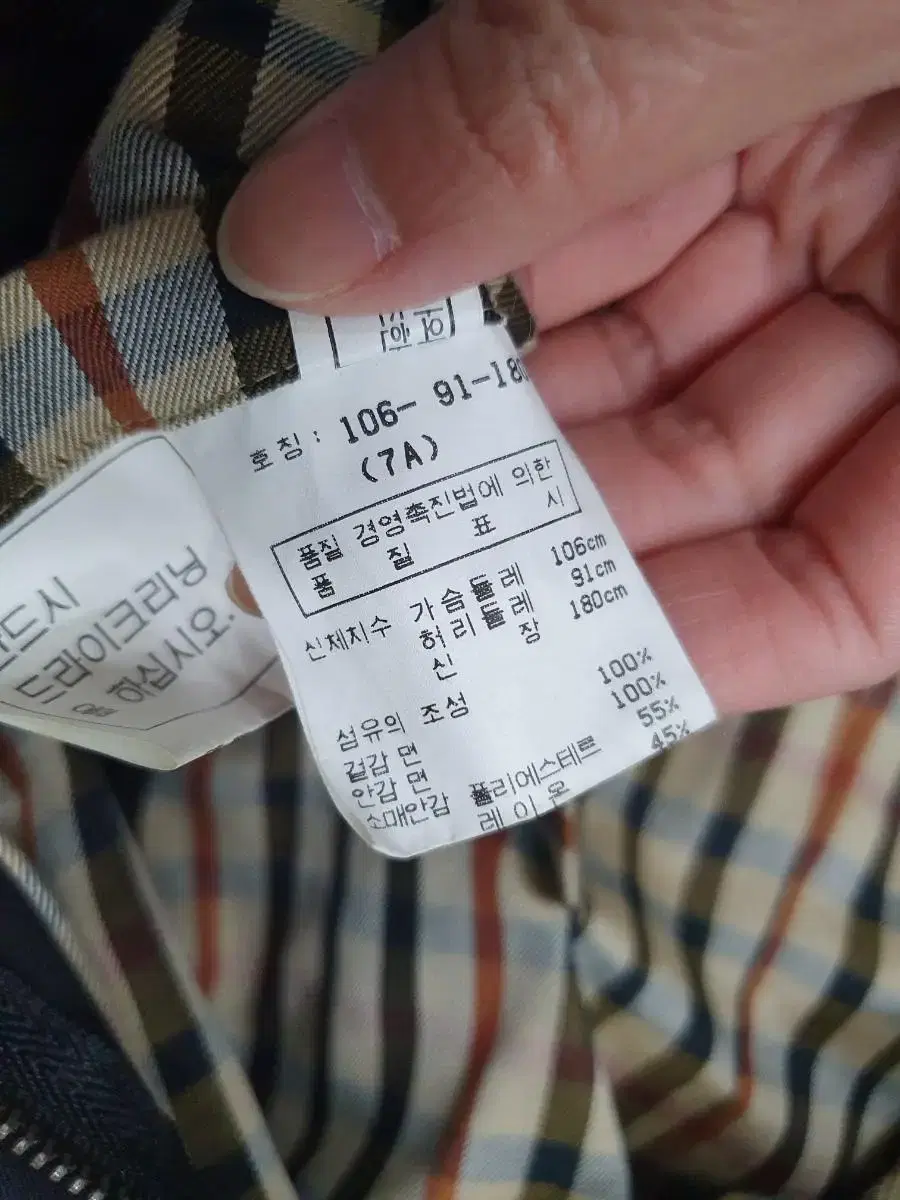 호칭: 106- 91-180
(7A)
품질 경영촉진법에 의한
품 질 표 시
신체치수 가슴둘레 106cm
허리둘레 91cm
신 장 180cm
섬유의 조성
겉감 면 100%
안감 면 100%
소매안감 폴리에스테르 55%
레이온 45%
드라이크리닝
하십시오.